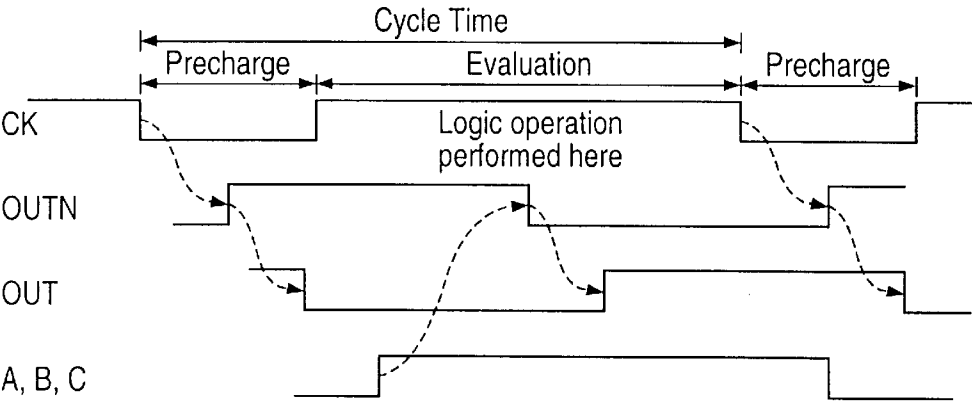 Cycle Time
Precharge
Evaluation
Precharge
CK
Logic operation
performed here
OUTN
OUT
A, B, C